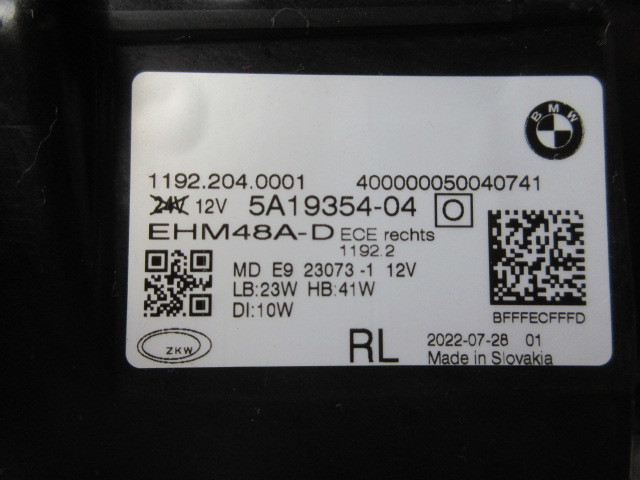 BMW
1192.204.0001 400000050040741
24V 12V 5A19354-04 O
EHM48A-D ECE rechts
1192.2
MD E9 23073-1 12V
LB:23W HB:41W
DI:10W
BFFFECFFFD
ZKW
RL
2022-07-28 01
Made in Slovakia